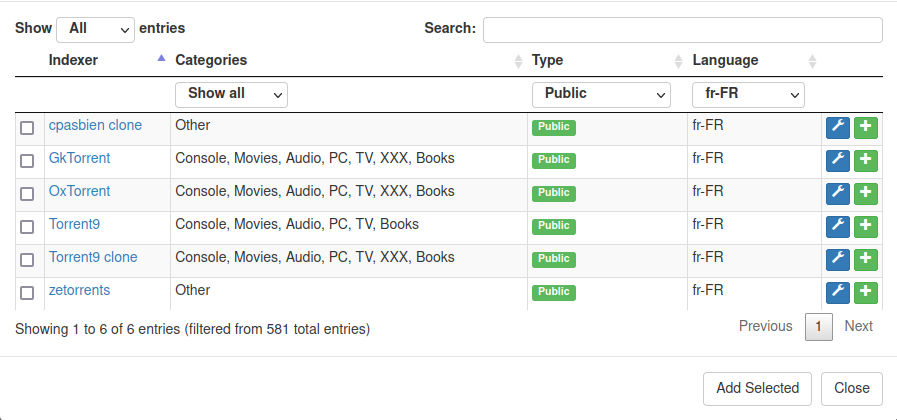 Show All entries Search:
Indexer Categories Type Language
Show all Public fr-FR
cpasbien clone Other Public fr-FR
GkTorrent Console, Movies, Audio, PC, TV, XXX, Books Public fr-FR
OxTorrent Console, Movies, Audio, PC, TV, XXX, Books Public fr-FR
Torrent9 Console, Movies, Audio, PC, TV, Books Public fr-FR
Torrent9 clone Console, Movies, Audio, PC, TV, XXX, Books Public fr-FR
zetorrents Other Public fr-FR
Showing 1 to 6 of 6 entries (filtered from 581 total entries) Previous 1 Next
Add Selected Close